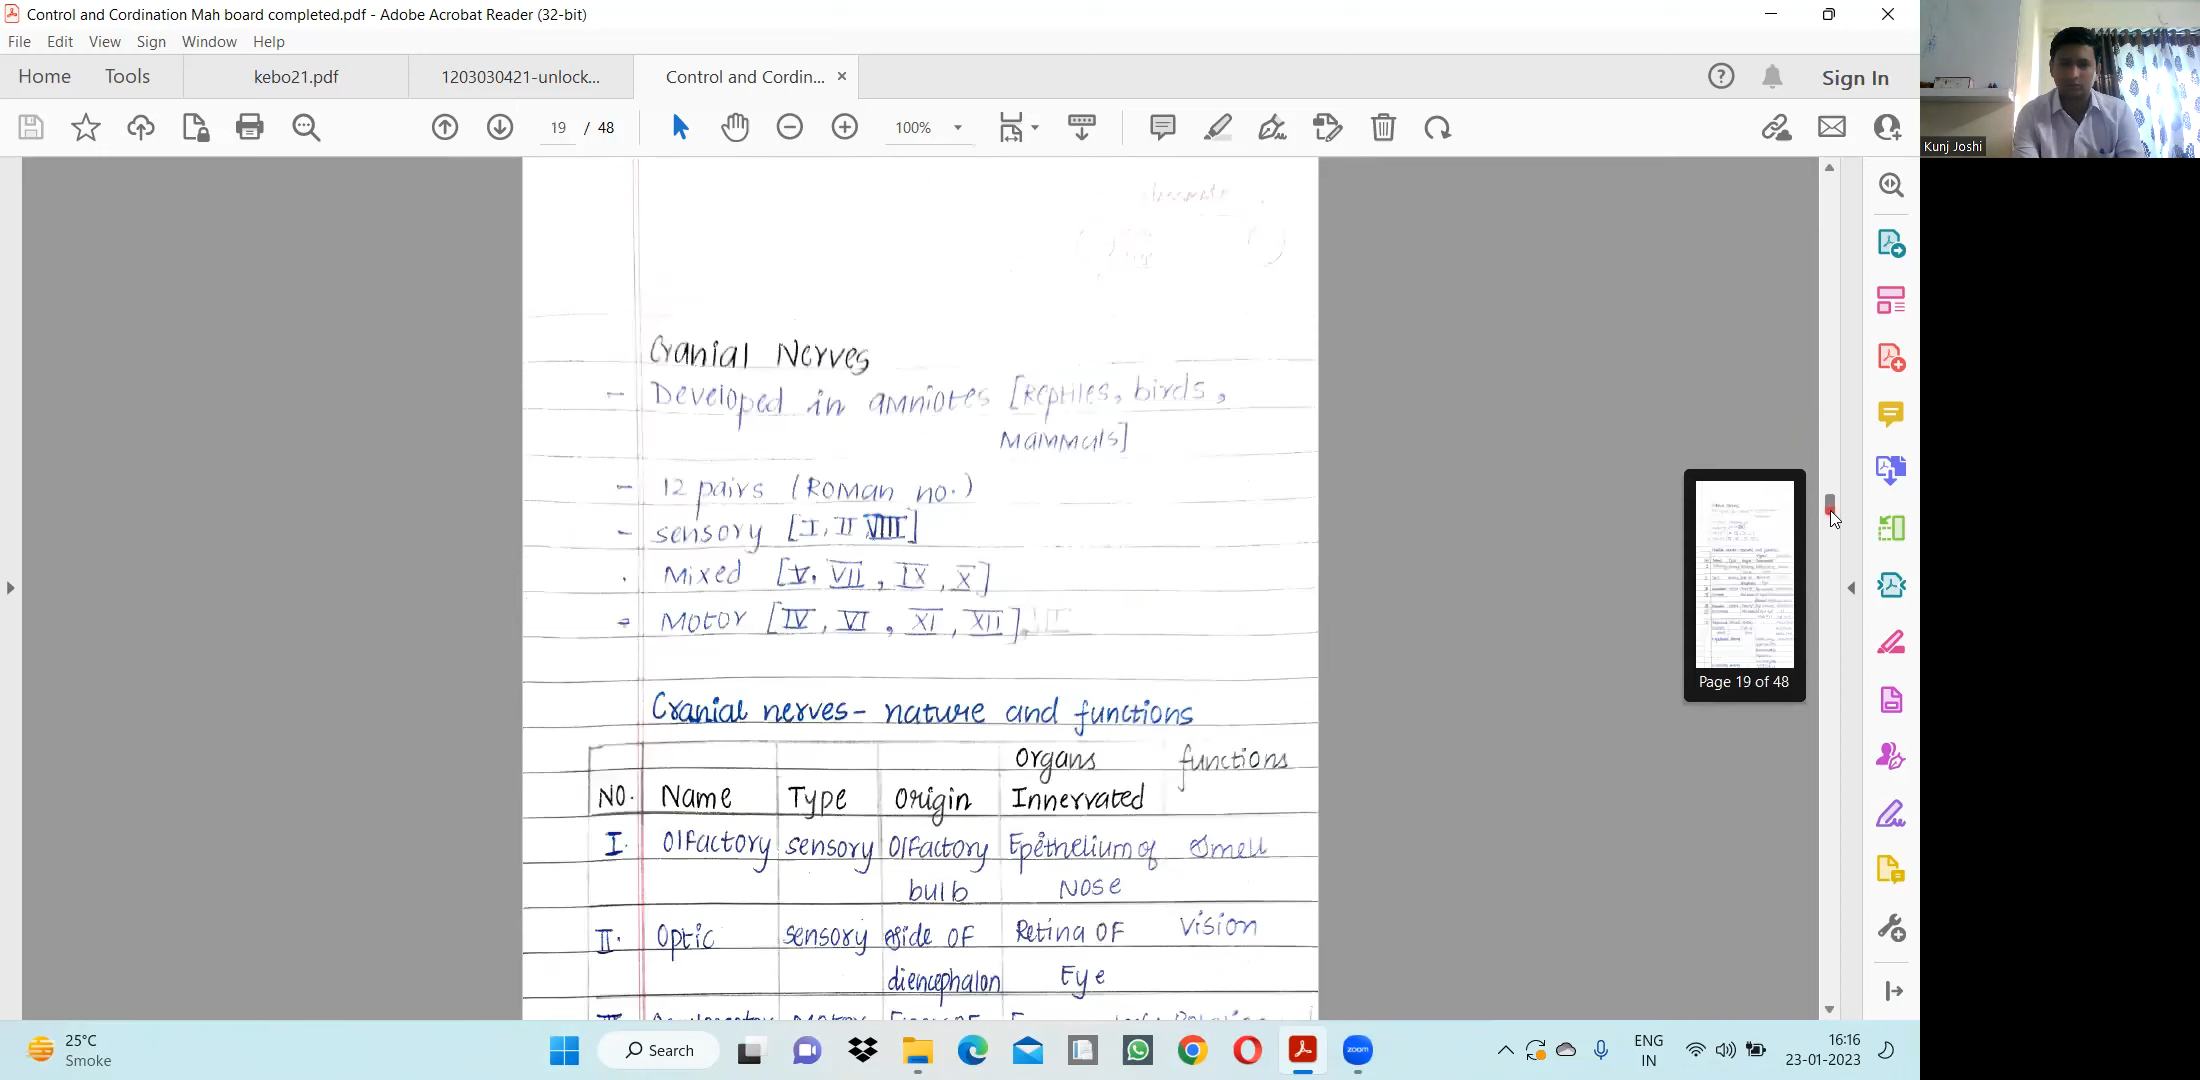 Control and Cordination Mah board completed.pdf - Adobe Acrobat Reader (32-bit)
File Edit View Sign Window Help
Home Tools kebo21.pdf 1203030421-unlock... Control and Cordin... × Sign In
19 / 48 100%
Kunj Joshi
Cranial Nerves
- Developed in amniotes [Reptiles, birds,
Mammals]
- 12 pairs (Roman no.)
- sensory [I, II VIII]
. Mixed [V, VII, IX, X]
- Motor [IV, VI, XI, XII], III
Cranial nerves- nature and functions
Organs functions
NO. Name Type Origin Innervated
I. Olfactory sensory Olfactory Epithelium of Smell
bulb Nose
II. Optic sensory side OF Retina OF Vision
diencephalon Eye
Page 19 of 48
25°C
Smoke
Search
zoom
ENG
IN
16:16
23-01-2023